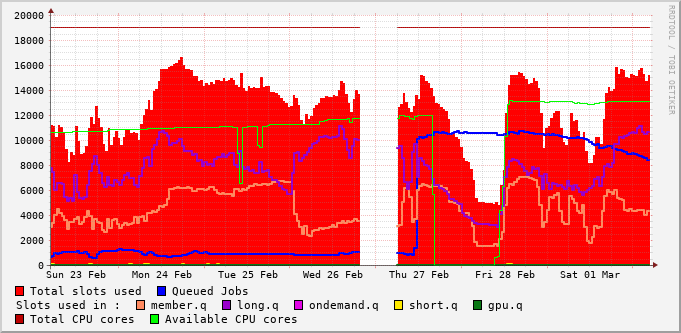 RRDTOOL / TOBI OETIKER
20000
18000
16000
14000
12000
10000
8000
6000
4000
2000
0
Sun 23 Feb Mon 24 Feb Tue 25 Feb Wed 26 Feb Thu 27 Feb Fri 28 Feb Sat 01 Mar
Total slots used Queued Jobs
Slots used in : member.q long.q ondemand.q short.q gpu.q
Total CPU cores Available CPU cores